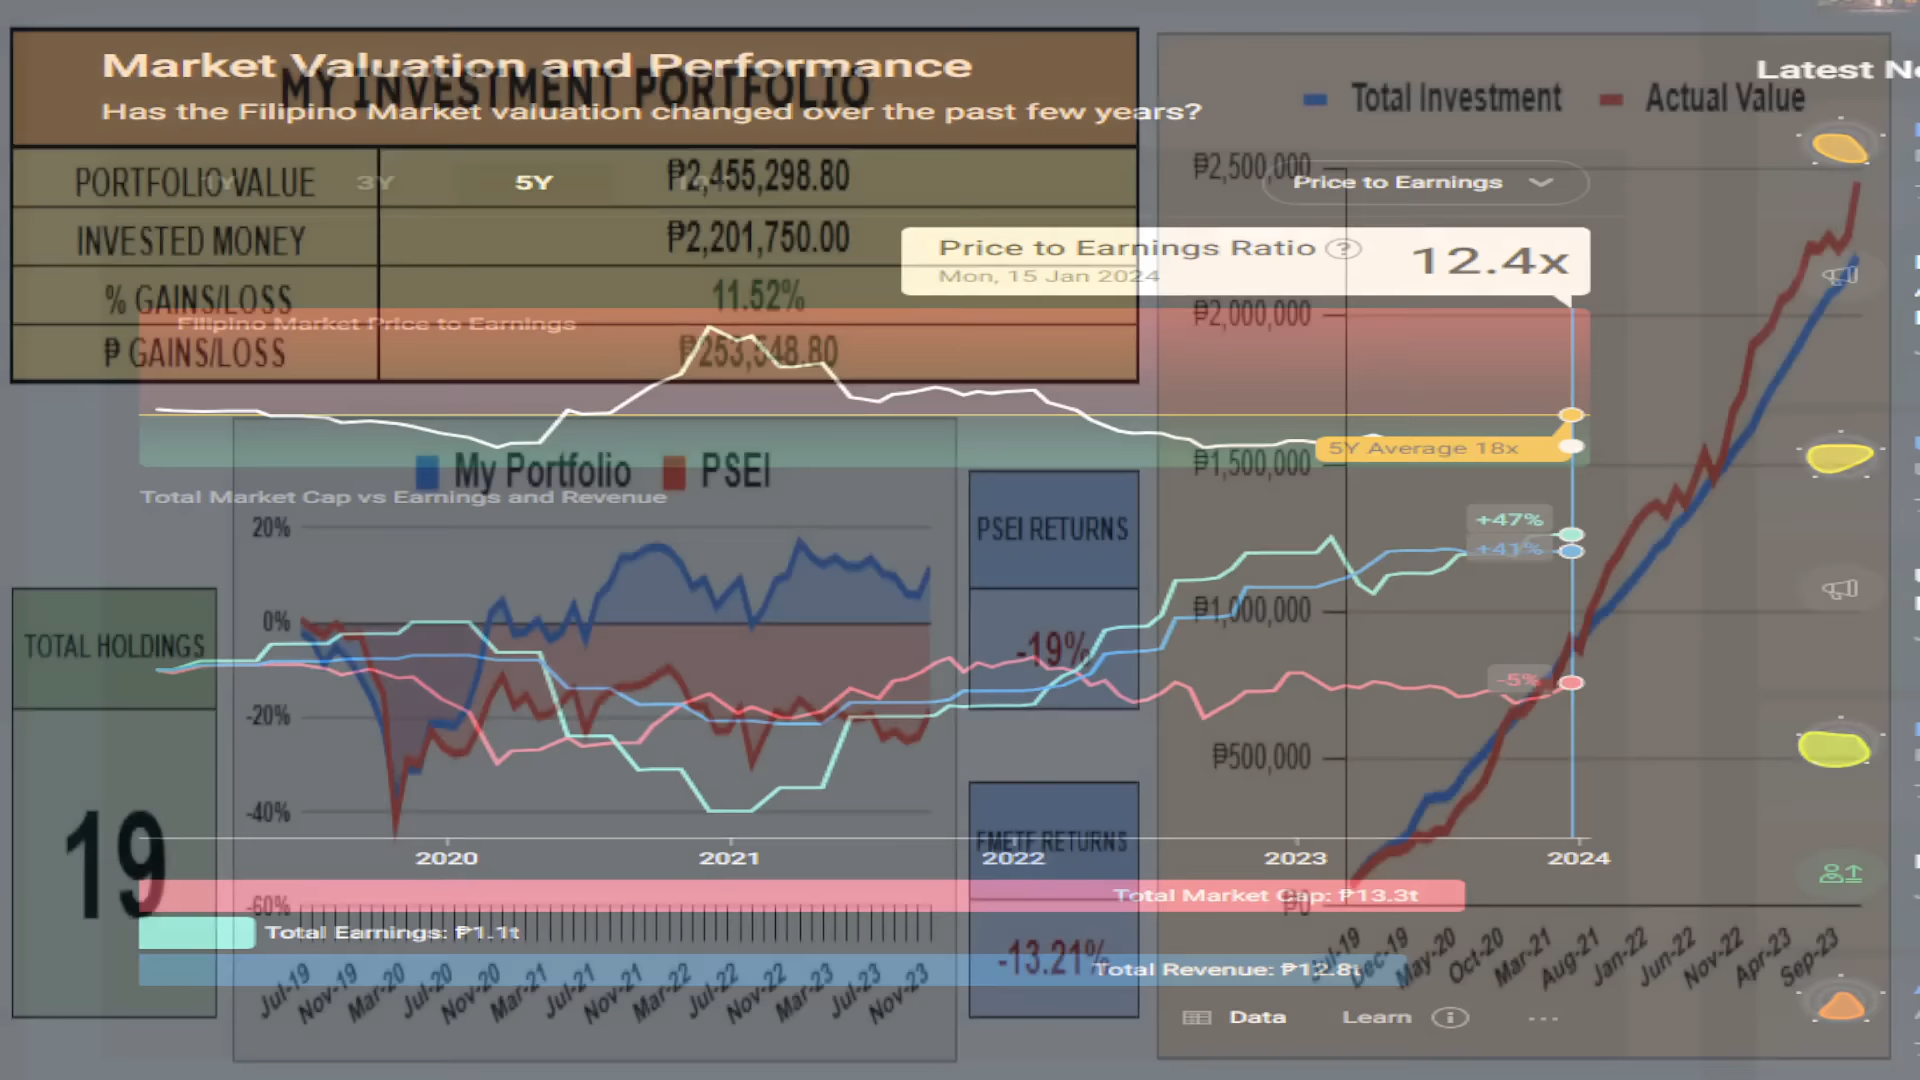 Market Valuation and Performance
MY INVESTMENT PORTFOLIO
Has the Filipino Market valuation changed over the past few years?
Latest
Total Investment
Actual Value
PORTFOLIO VALUE
₱2,455,298.80
1Y
3Y
5Y
Price to Earnings
INVESTED MONEY
₱2,201,750.00
Price to Earnings Ratio ?
12.4x
Mon, 15 Jan 2024
% GAINS/LOSS
11.52%
Filipino Market Price to Earnings
₱ GAINS/LOSS
₱253,548.80
₱2,500,000
₱2,000,000
₱1,500,000
₱1,000,000
₱500,000
₱0
5Y Average 18x
My Portfolio
PSEI
Total Market Cap vs Earnings and Revenue
20%
0%
-20%
-40%
-60%
PSEI RETURNS
-19%
+47%
+41%
-5%
TOTAL HOLDINGS
19
FMETF RETURNS
-13.21%
2020
2021
2022
2023
2024
Total Market Cap: ₱13.3t
Total Earnings: ₱1.1t
Total Revenue: ₱12.8t
Jul-19
Nov-19
Mar-20
Jul-20
Nov-20
Mar-21
Jul-21
Nov-21
Mar-22
Jul-22
Nov-22
Mar-23
Jul-23
Nov-23
Jul-19
Dec-19
May-20
Oct-20
Mar-21
Aug-21
Jan-22
Jun-22
Nov-22
Apr-23
Sep-23
Data
Learn
...